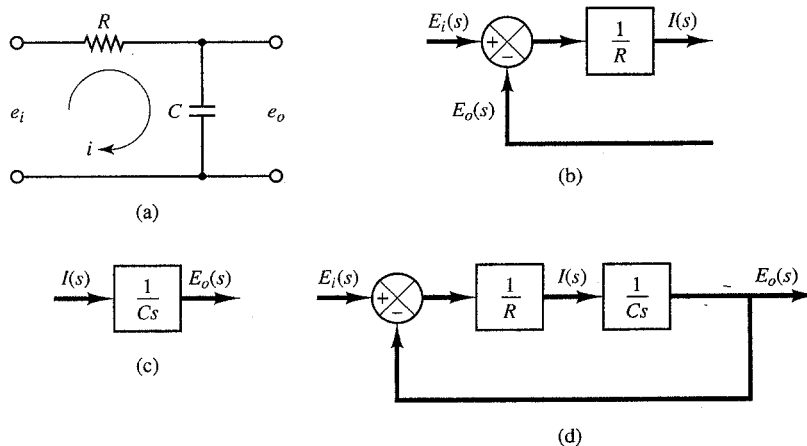 R
e_i
C
e_o
i
(a)
E_i(s)
+
−
1/R
I(s)
E_o(s)
(b)
I(s)
1/Cs
E_o(s)
(c)
E_i(s)
+
−
1/R
I(s)
1/Cs
E_o(s)
(d)